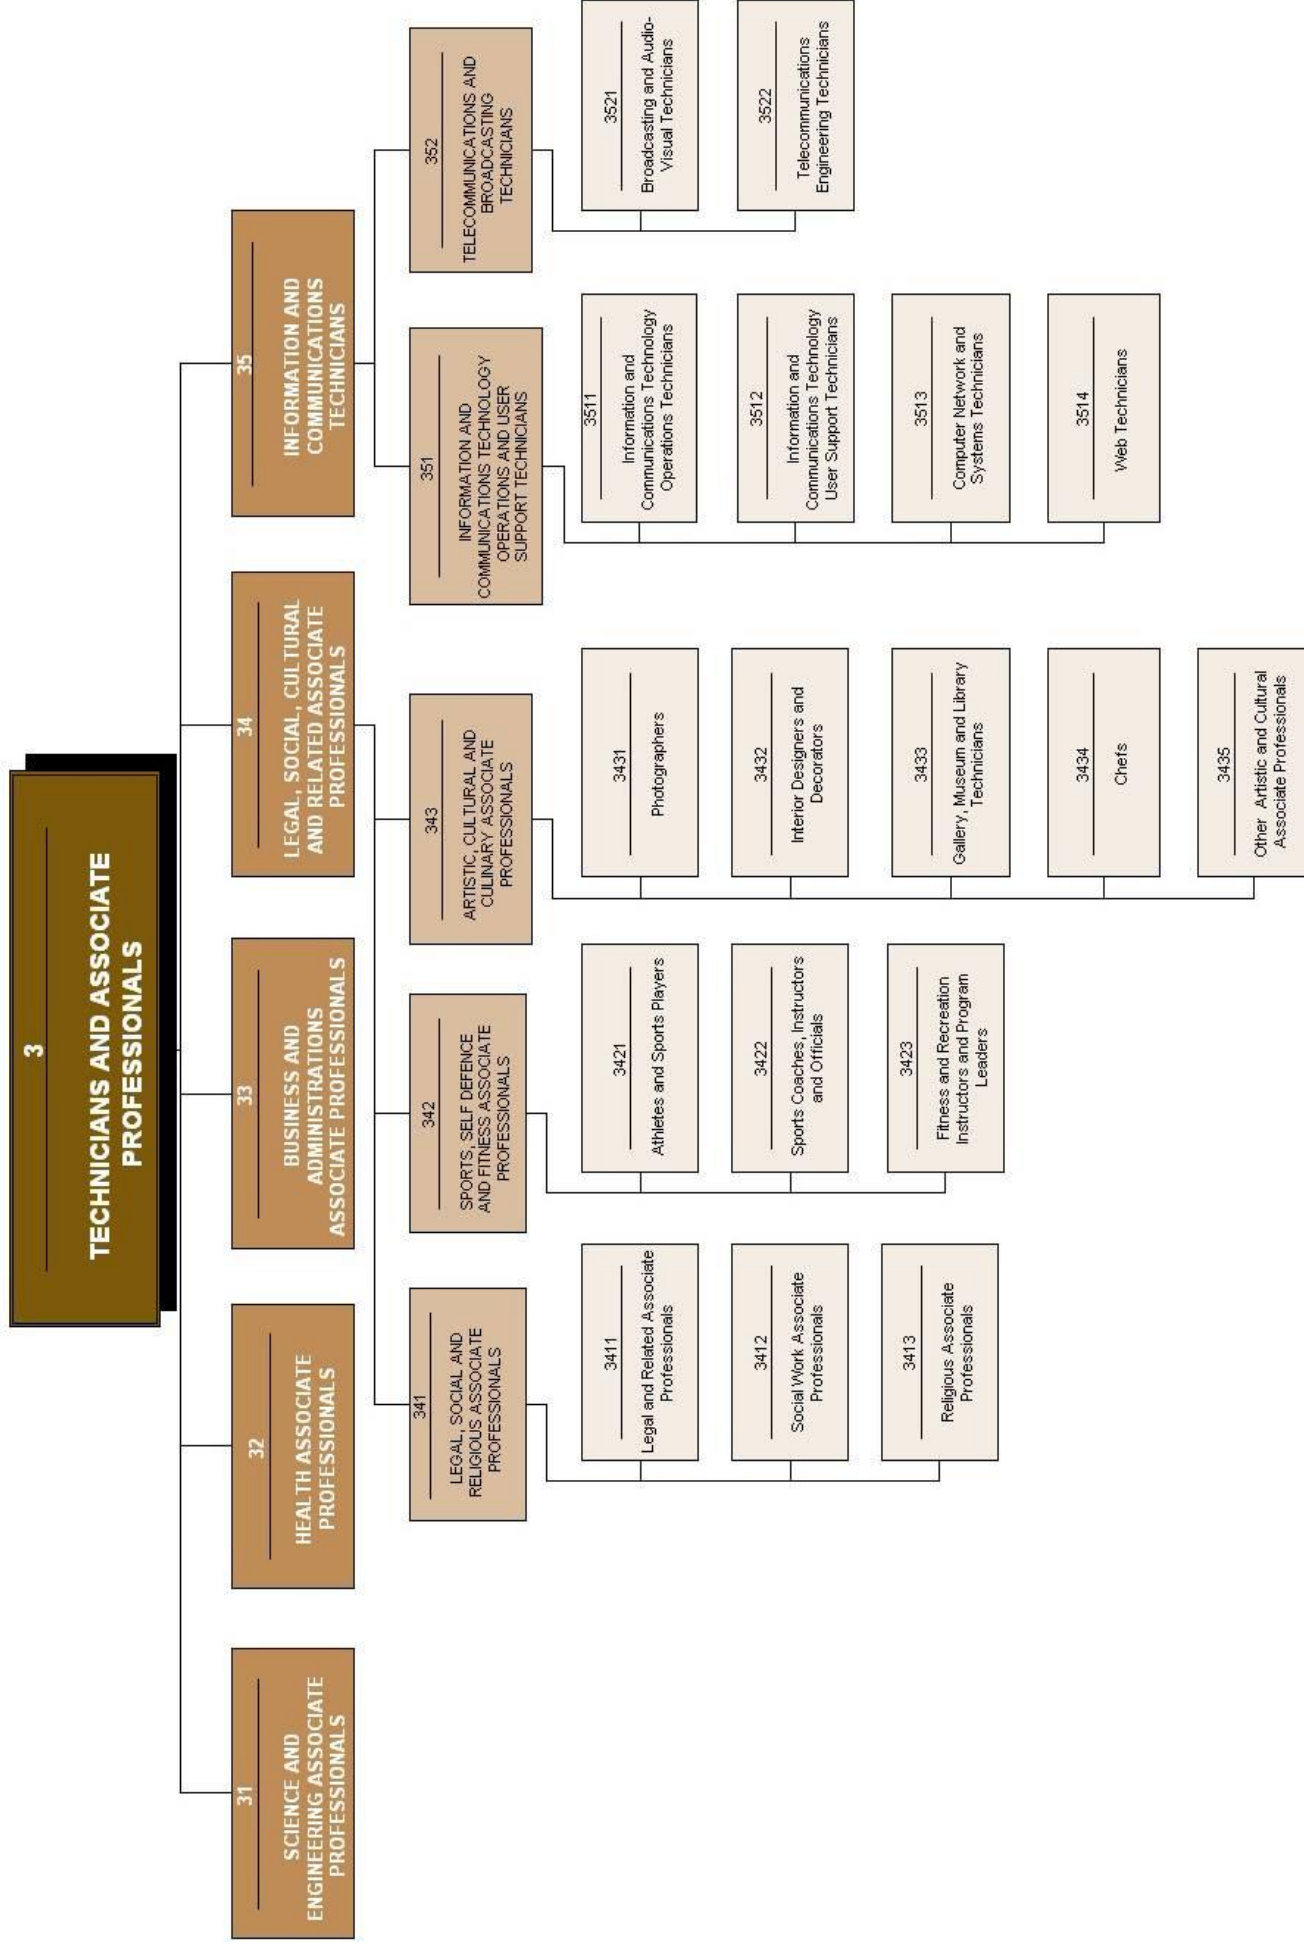 3
TECHNICIANS AND ASSOCIATE
PROFESSIONALS
31
SCIENCE AND
ENGINEERING ASSOCIATE
PROFESSIONALS
32
HEALTH ASSOCIATE
PROFESSIONALS
33
BUSINESS AND
ADMINISTRATIONS
ASSOCIATE PROFESSIONALS
34
LEGAL, SOCIAL, CULTURAL
AND RELATED ASSOCIATE
PROFESSIONALS
35
INFORMATION AND
COMMUNICATIONS
TECHNICIANS
341
LEGAL, SOCIAL AND
RELIGIOUS ASSOCIATE
PROFESSIONALS
342
SPORTS, SELF DEFENCE
AND FITNESS ASSOCIATE
PROFESSIONALS
343
ARTISTIC, CULTURAL AND
CULINARY ASSOCIATE
PROFESSIONALS
351
INFORMATION AND
COMMUNICATIONS TECHNOLOGY
OPERATIONS AND USER
SUPPORT TECHNICIANS
352
TELECOMMUNICATIONS AND
BROADCASTING
TECHNICIANS
3411
Legal and Related Associate
Professionals
3412
Social Work Associate
Professionals
3413
Religious Associate
Professionals
3421
Athletes and Sports Players
3422
Sports Coaches, Instructors
and Officials
3423
Fitness and Recreation
Instructors and Program
Leaders
3431
Photographers
3432
Interior Designers and
Decorators
3433
Gallery, Museum and Library
Technicians
3434
Chefs
3435
Other Artistic and Cultural
Associate Professionals
3511
Information and
Communications Technology
Operations Technicians
3512
Information and
Communications Technology
User Support Technicians
3513
Computer Network and
Systems Technicians
3514
Web Technicians
3521
Broadcasting and Audio-
Visual Technicians
3522
Telecommunications
Engineering Technicians